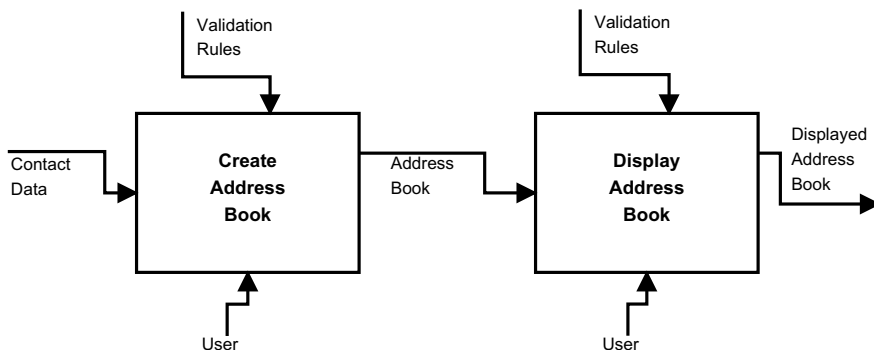 Validation
Rules
Validation
Rules
Contact
Data
Create
Address
Book
Address
Book
Display
Address
Book
Displayed
Address
Book
User
User